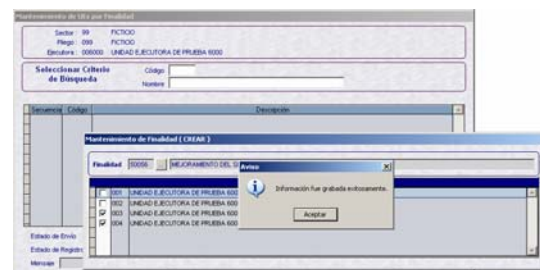 Mantenimiento de UEs por Finalidad
Sector : 99 FICTICIO
Pliego : 099 FICTICIO
Ejecutora : 006000 UNIDAD EJECUTORA DE PRUEBA 6000
Seleccionar Criterio
de Búsqueda
Código
Nombre
Secuencia Código Descripción
Mantenimiento de Finalidad ( CREAR )
Finalidad 50056 ... MEJORAMIENTO DEL
Aviso
Información fue grabada exitosamente.
Aceptar
001 UNIDAD EJECUTORA DE PRUEBA 600
002 UNIDAD EJECUTORA DE PRUEBA 600
003 UNIDAD EJECUTORA DE PRUEBA 600
004 UNIDAD EJECUTORA DE PRUEBA 600
Estado de Envío
Estado de Registro
Mensaje